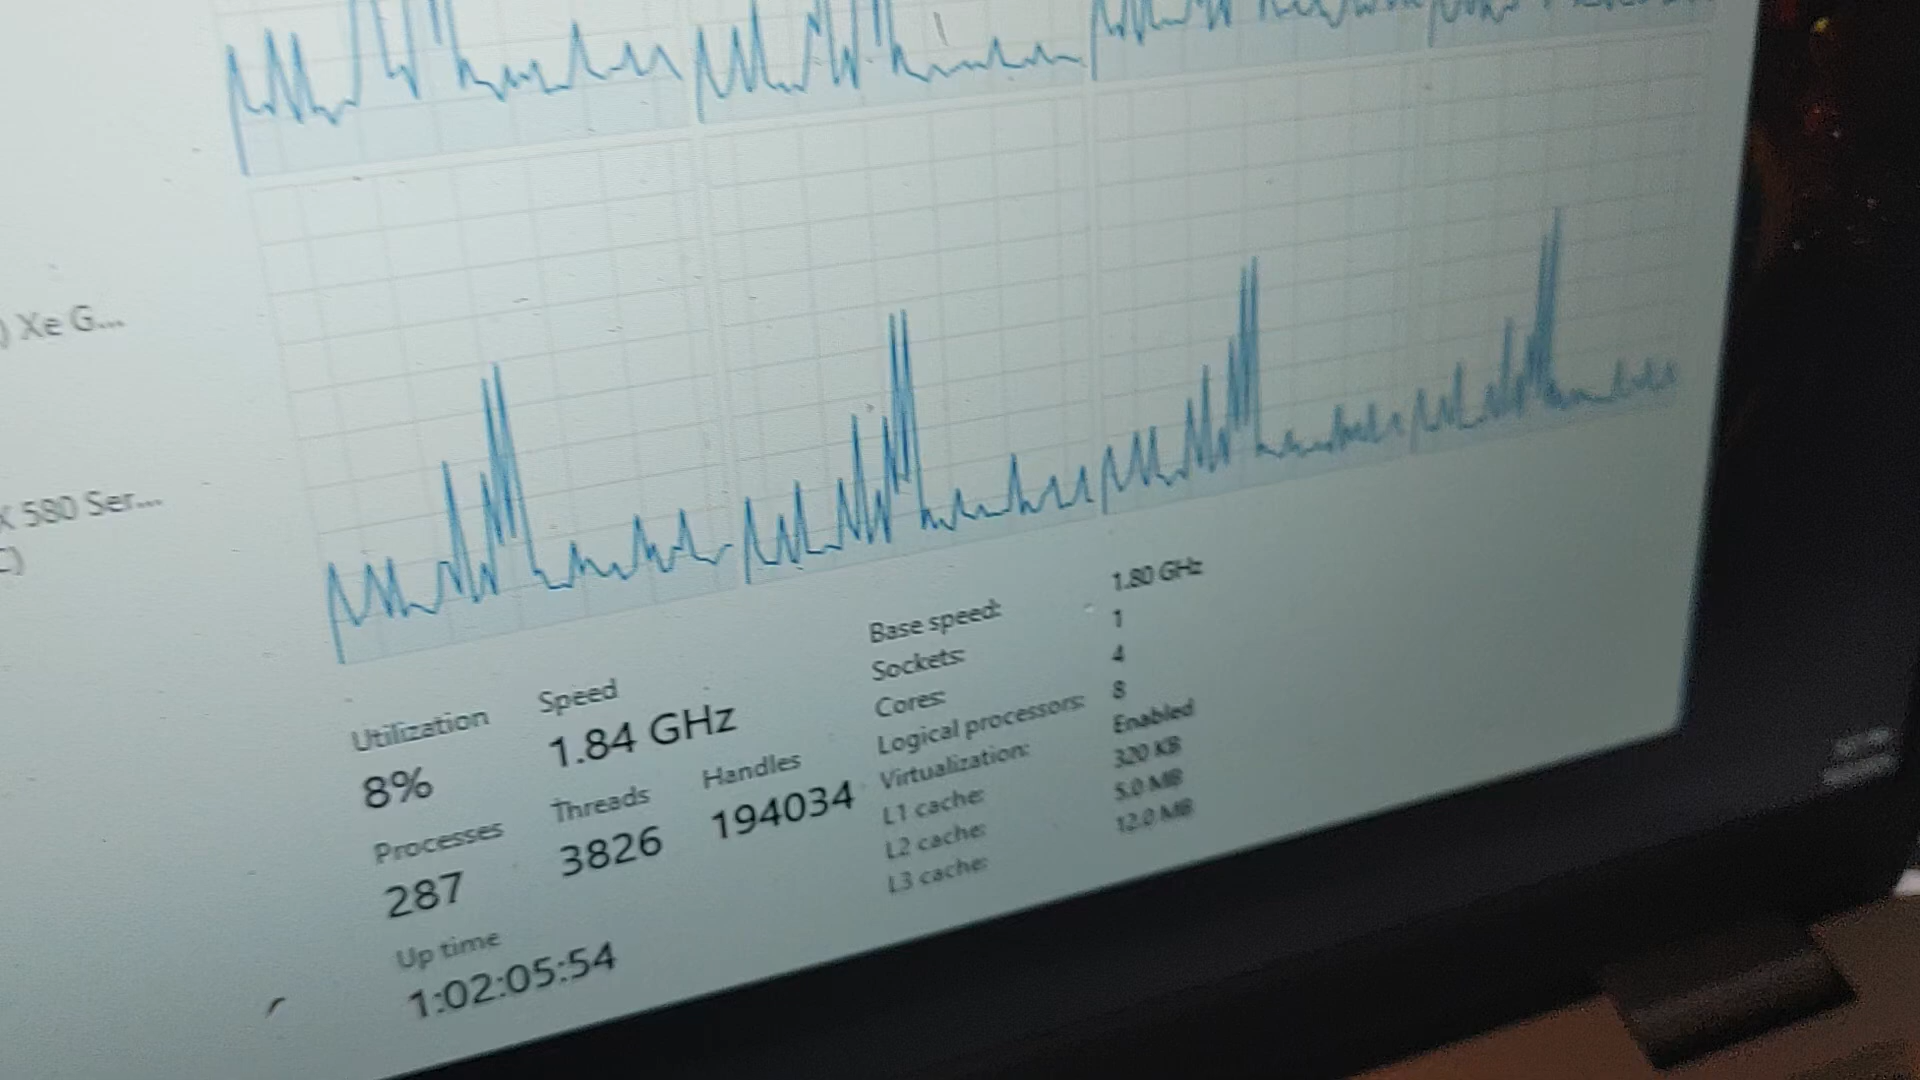 ) Xe G...
X 580 Ser...
C)
Utilization
8%
Speed
1.84 GHz
Processes
287
Threads
3826
Handles
194034
Up time
1:02:05:54
Base speed: 1.80 GHz
Sockets: 1
Cores: 4
Logical processors: 8
Virtualization: Enabled
L1 cache: 320 KB
L2 cache: 5.0 MB
L3 cache: 12.0 MB